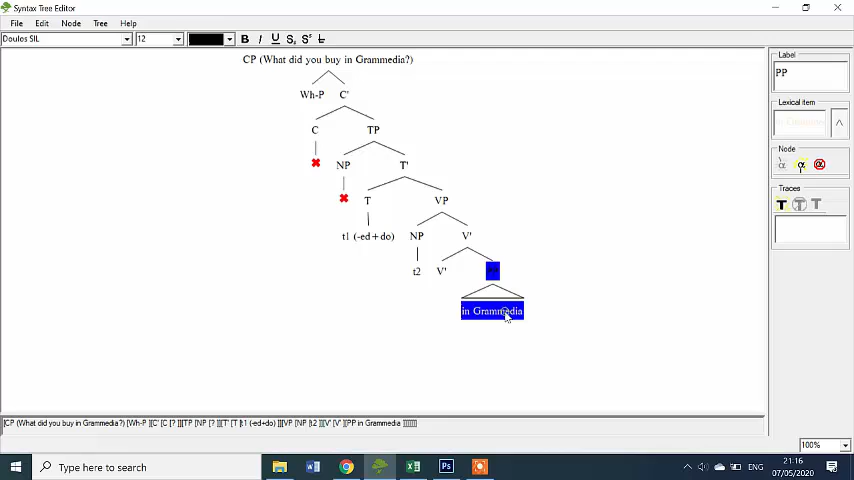 Syntax Tree Editor
File Edit Node Tree Help
Doulos SIL 12 B I U S, S˟
CP (What did you buy in Grammedia?)
Wh-P C'
C TP
NP T'
T VP
t1 (-ed+do) NP V'
t2 V' PP
in Grammedia
Label
PP
Lexical item
in Grammedia
Node
Traces
[CP (What did you buy in Grammedia?) [Wh-P ][C' [C [? ]][TP [NP [? ]][T' [T [t1 (-ed+do) ]][VP [NP [t2 ]][V' [V' ][PP in Grammedia ]]]]]]]
100%
Type here to search
ENG
21.16
07/05/2020